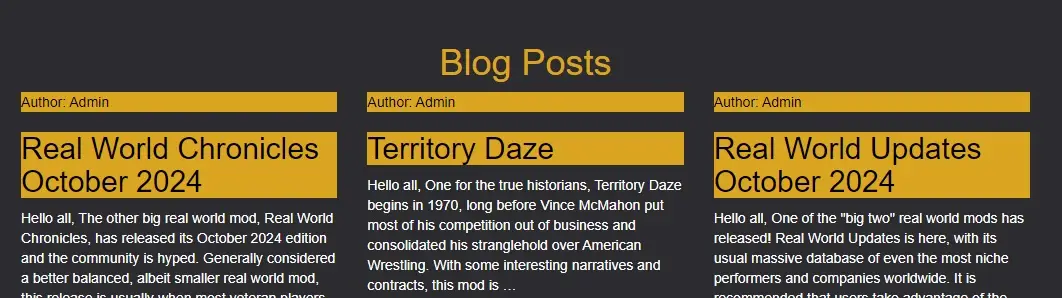 Blog Posts
Author: Admin
Real World Chronicles
October 2024
Hello all, The other big real world mod, Real World
Chronicles, has released its October 2024 edition
and the community is hyped. Generally considered
a better balanced, albeit smaller real world mod,
this release is usually when most veteran players
Author: Admin
Territory Daze
Hello all, One for the true historians, Territory Daze
begins in 1970, long before Vince McMahon put
most of his competition out of business and
consolidated his stranglehold over American
Wrestling. With some interesting narratives and
contracts, this mod is …
Author: Admin
Real World Updates
October 2024
Hello all, One of the "big two" real world mods has
released! Real World Updates is here, with its
usual massive database of even the most niche
performers and companies worldwide. It is
recommended that users take advantage of the